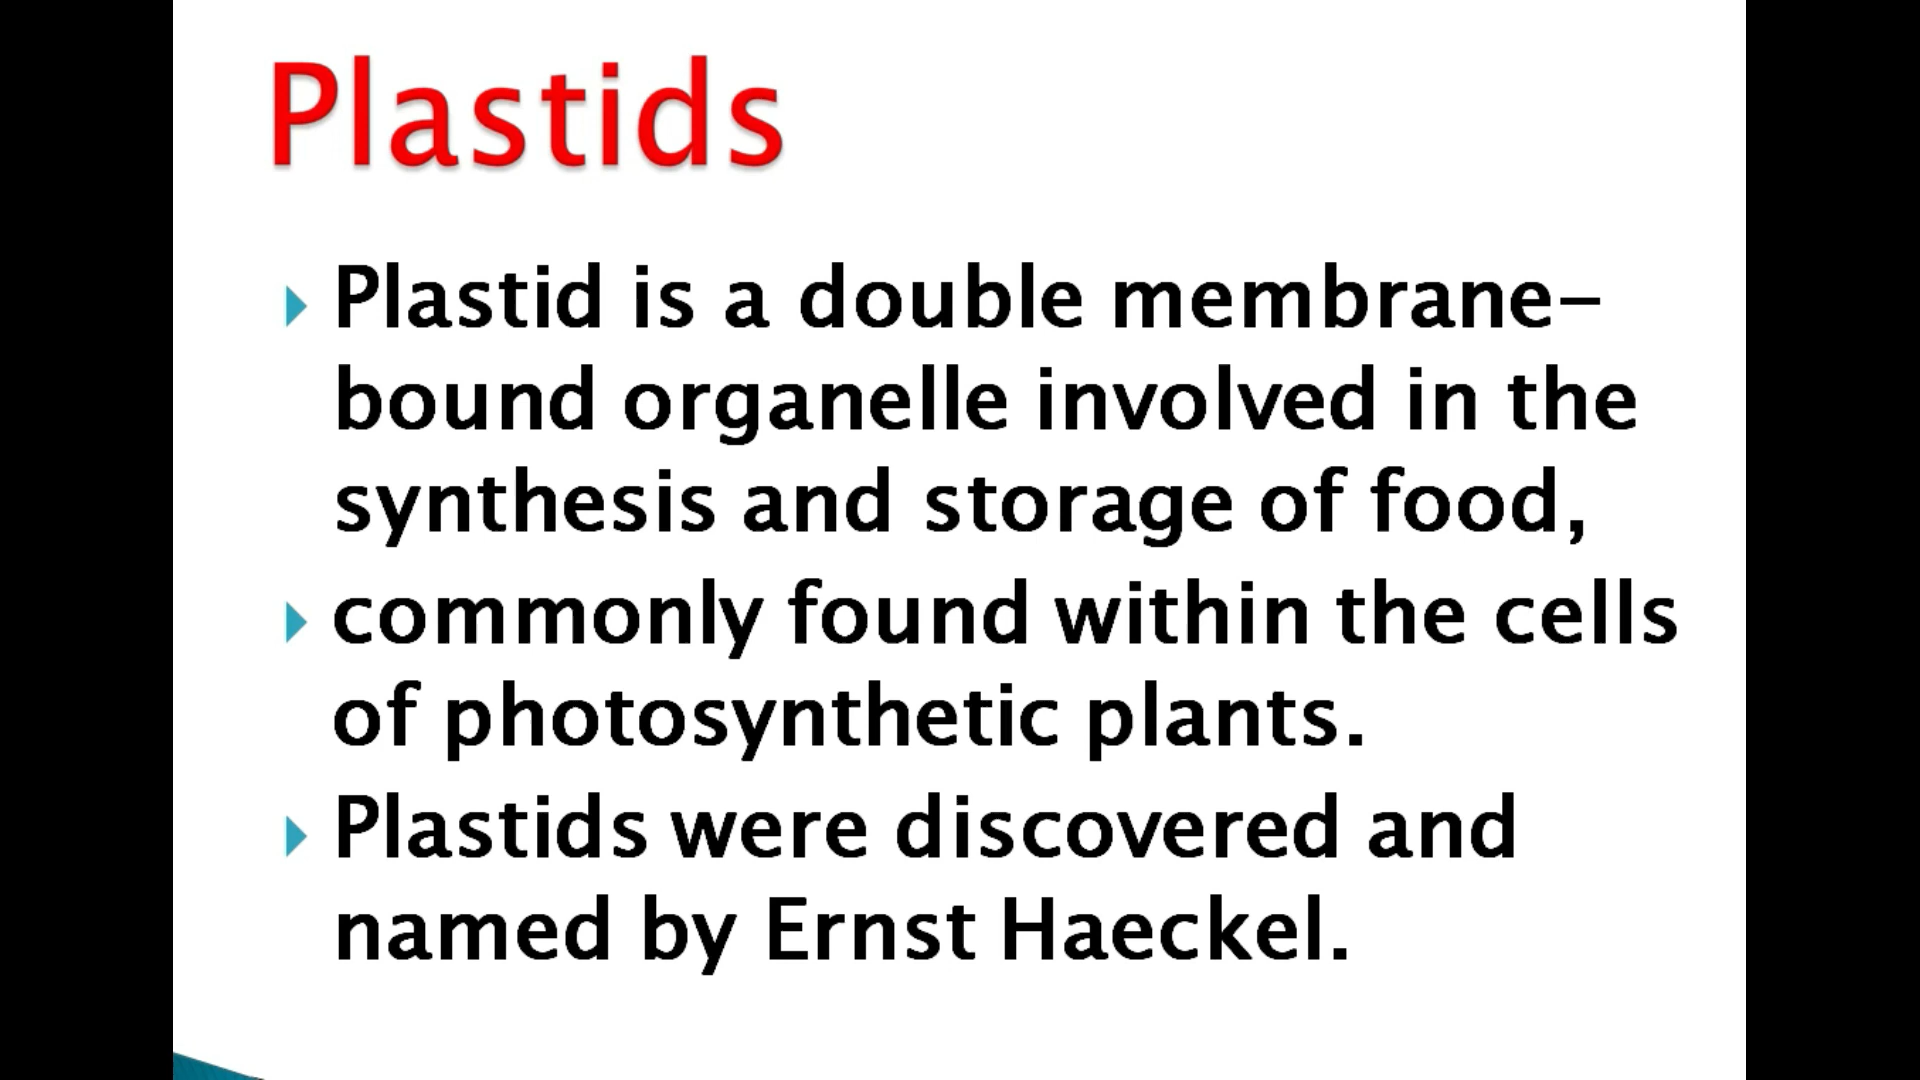 Plastids
Plastid is a double membrane-
bound organelle involved in the
synthesis and storage of food,
commonly found within the cells
of photosynthetic plants.
Plastids were discovered and
named by Ernst Haeckel.